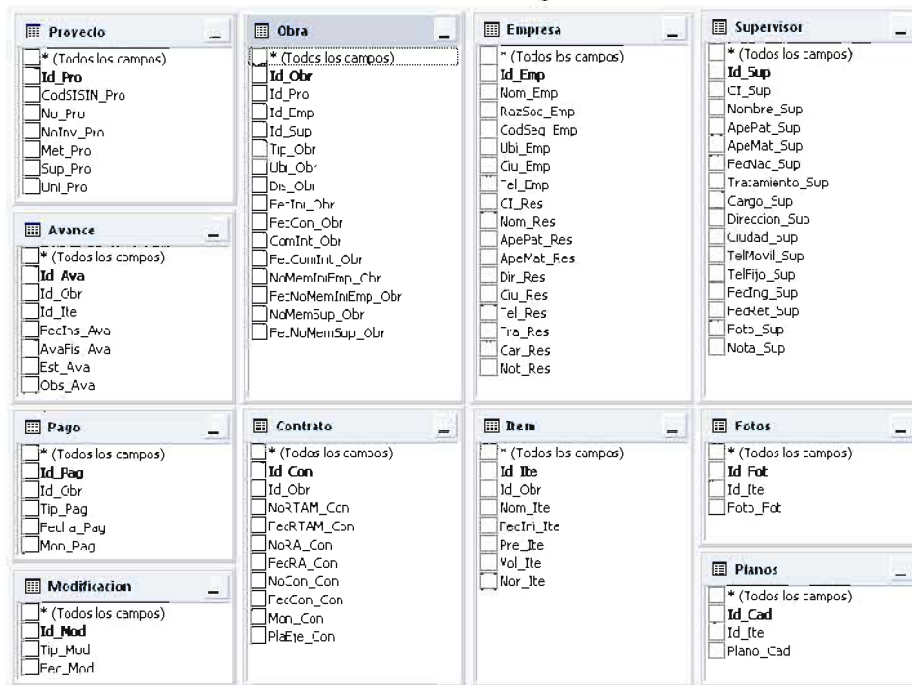 Proyecto
* (Todos los campos)
Id_Pro
CodSISIN_Pro
Nu_Pro
NoInv_Pro
Met_Pro
Sup_Pro
Uni_Pro
Obra
* (Todos los campos)
Id_Obr
Id_Pro
Id_Emp
Id_Sup
Tip_Obr
Ubi_Obr
Dis_Obr
FecIni_Obr
FecCon_Obr
ComInt_Obr
FecComInt_Obr
NoMemIniEmp_Obr
FecNoMemIniEmp_Obr
NoMemSup_Obr
FecNoMemSup_Obr
Empresa
* (Todos los campos)
Id_Emp
Nom_Emp
RazSoc_Emp
CodSeg_Emp
Ubi_Emp
Ciu_Emp
Tel_Emp
CI_Res
Nom_Res
ApePat_Res
ApeMat_Res
Dir_Res
Ciu_Res
Tel_Res
Tra_Res
Car_Res
Not_Res
Supervisor
* (Todos los campos)
Id_Sup
CI_Sup
Nombre_Sup
ApePat_Sup
ApeMat_Sup
FecNac_Sup
Tratamiento_Sup
Cargo_Sup
Direccion_Sup
Ciudad_Sup
TelMovil_Sup
TelFijo_Sup
FecIng_Sup
FecRet_Sup
Foto_Sup
Nota_Sup
Avance
* (Todos los campos)
Id_Ava
Id_Obr
Id_Ite
FecIns_Ava
AvaFis_Ava
Est_Ava
Obs_Ava
Pago
* (Todos los campos)
Id_Pag
Id_Obr
Tip_Pag
Fecha_Pag
Mon_Pag
Contrato
* (Todos los campos)
Id_Con
Id_Obr
NoRTAM_Con
FecRTAM_Con
NoRA_Con
FecRA_Con
NoCon_Con
FecCon_Con
Mon_Con
PlaEje_Con
Item
* (Todos los campos)
Id_Ite
Id_Obr
Nom_Ite
FecIni_Ite
Pre_Ite
Vol_Ite
Nor_Ite
Fotos
* (Todos los campos)
Id_Fot
Id_Ite
Foto_Fot
Modificacion
* (Todos los campos)
Id_Mod
Tip_Mod
Fec_Mod
Planos
* (Todos los campos)
Id_Cad
Id_Ite
Plano_Cad